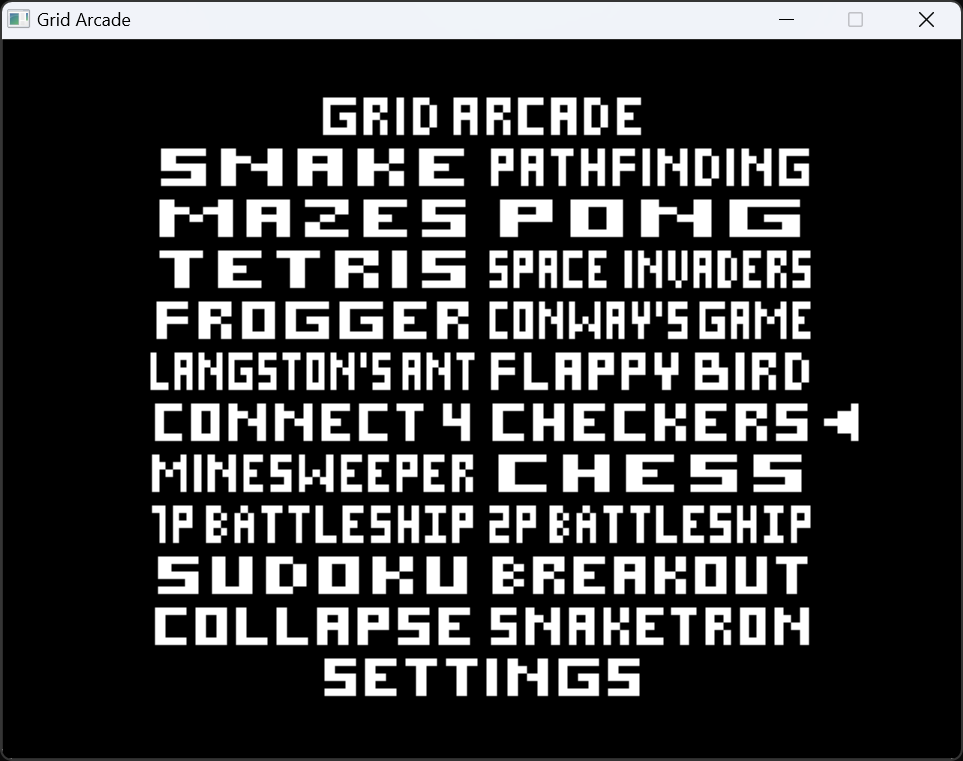 Grid Arcade
GRID ARCADE
SNAKE PATHFINDING
MAZES PONG
TETRIS SPACE INVADERS
FROGGER CONWAY'S GAME
LANGSTON'S ANT FLAPPY BIRD
CONNECT 4 CHECKERS
MINESWEEPER CHESS
1P BATTLESHIP 2P BATTLESHIP
SUDOKU BREAKOUT
COLLAPSE SNAKETRON
SETTINGS